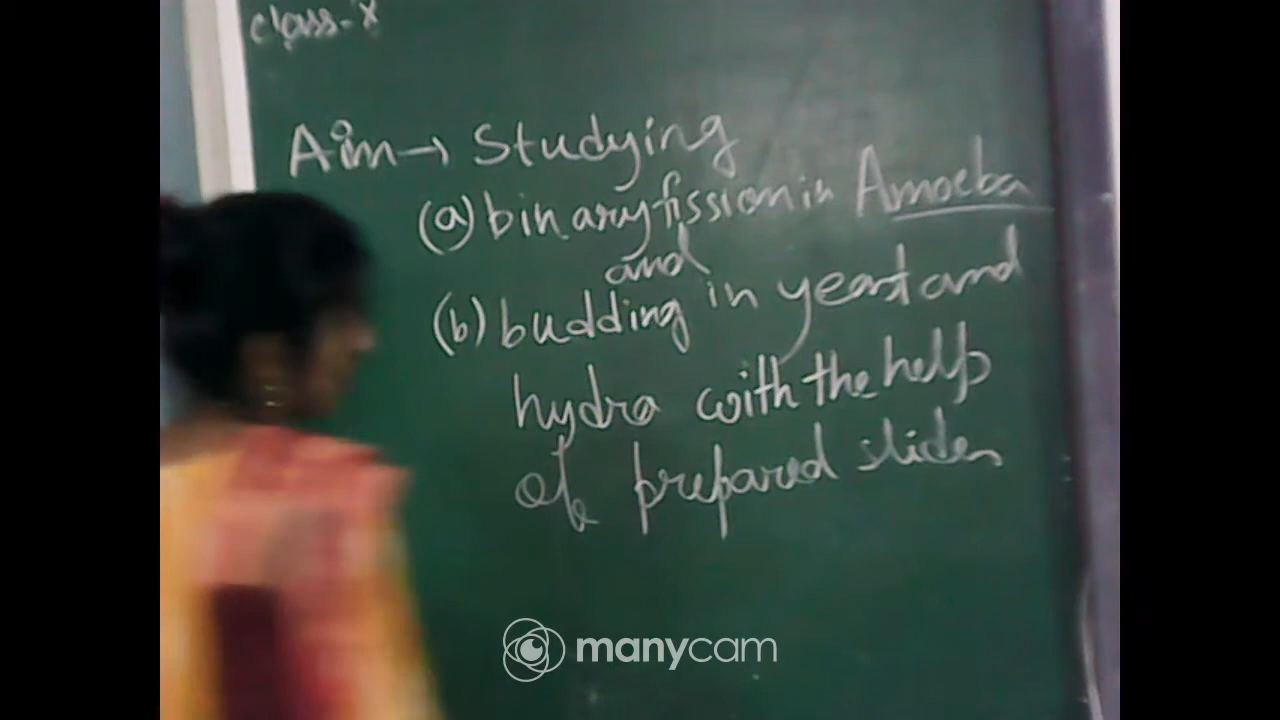 class-X
Aim → Studying
(a) binary fission in Amoeba
and
(b) budding in yeast and
hydra with the help
of prepared slides
manycam